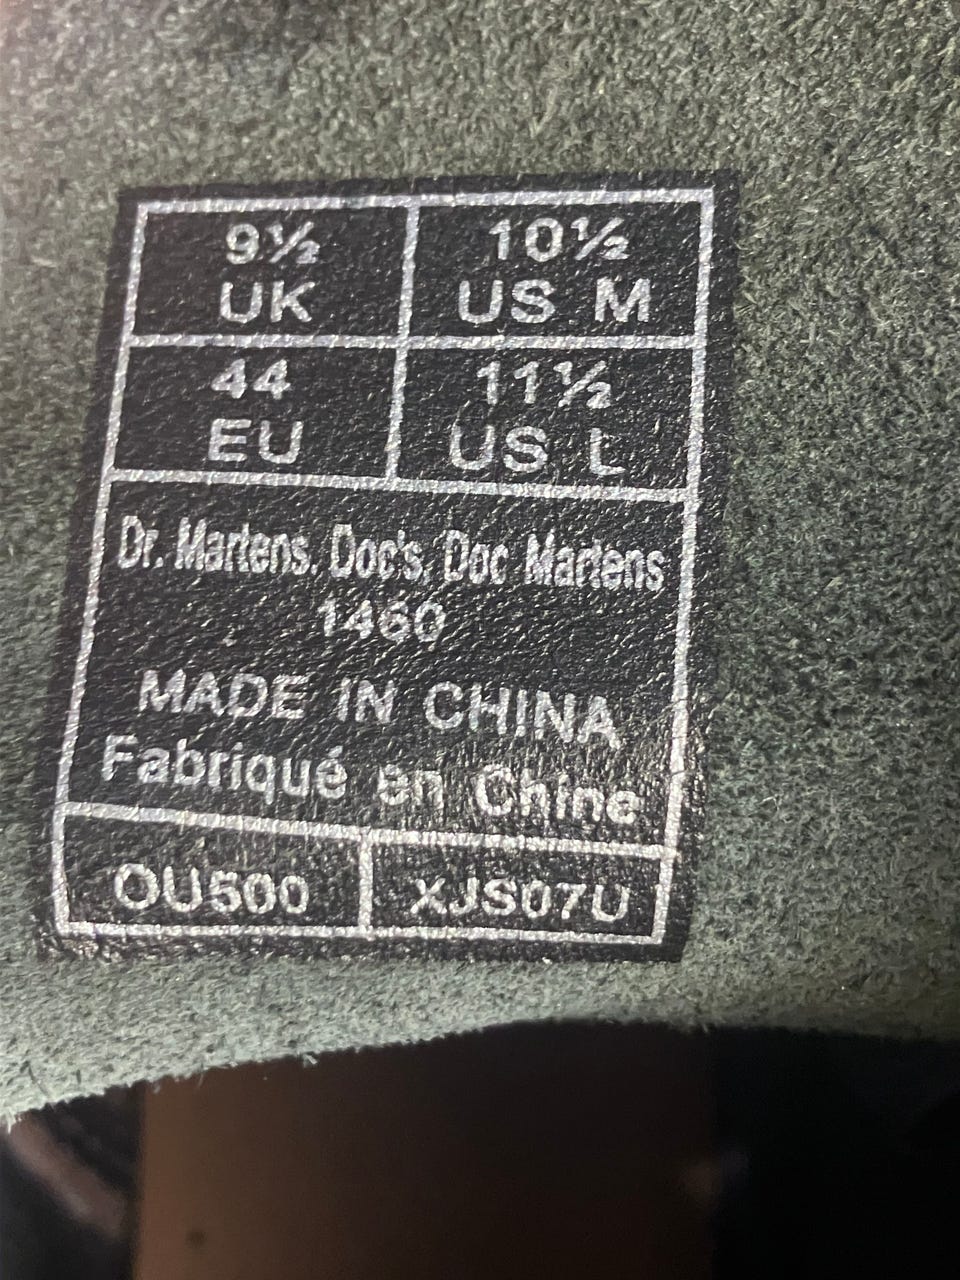 9½ 10½
UK US M
44 11½
EU US L
Dr. Martens. Doc's. Doc Martens
1460
MADE IN CHINA
Fabriqué en Chine
OU500 XJS07U